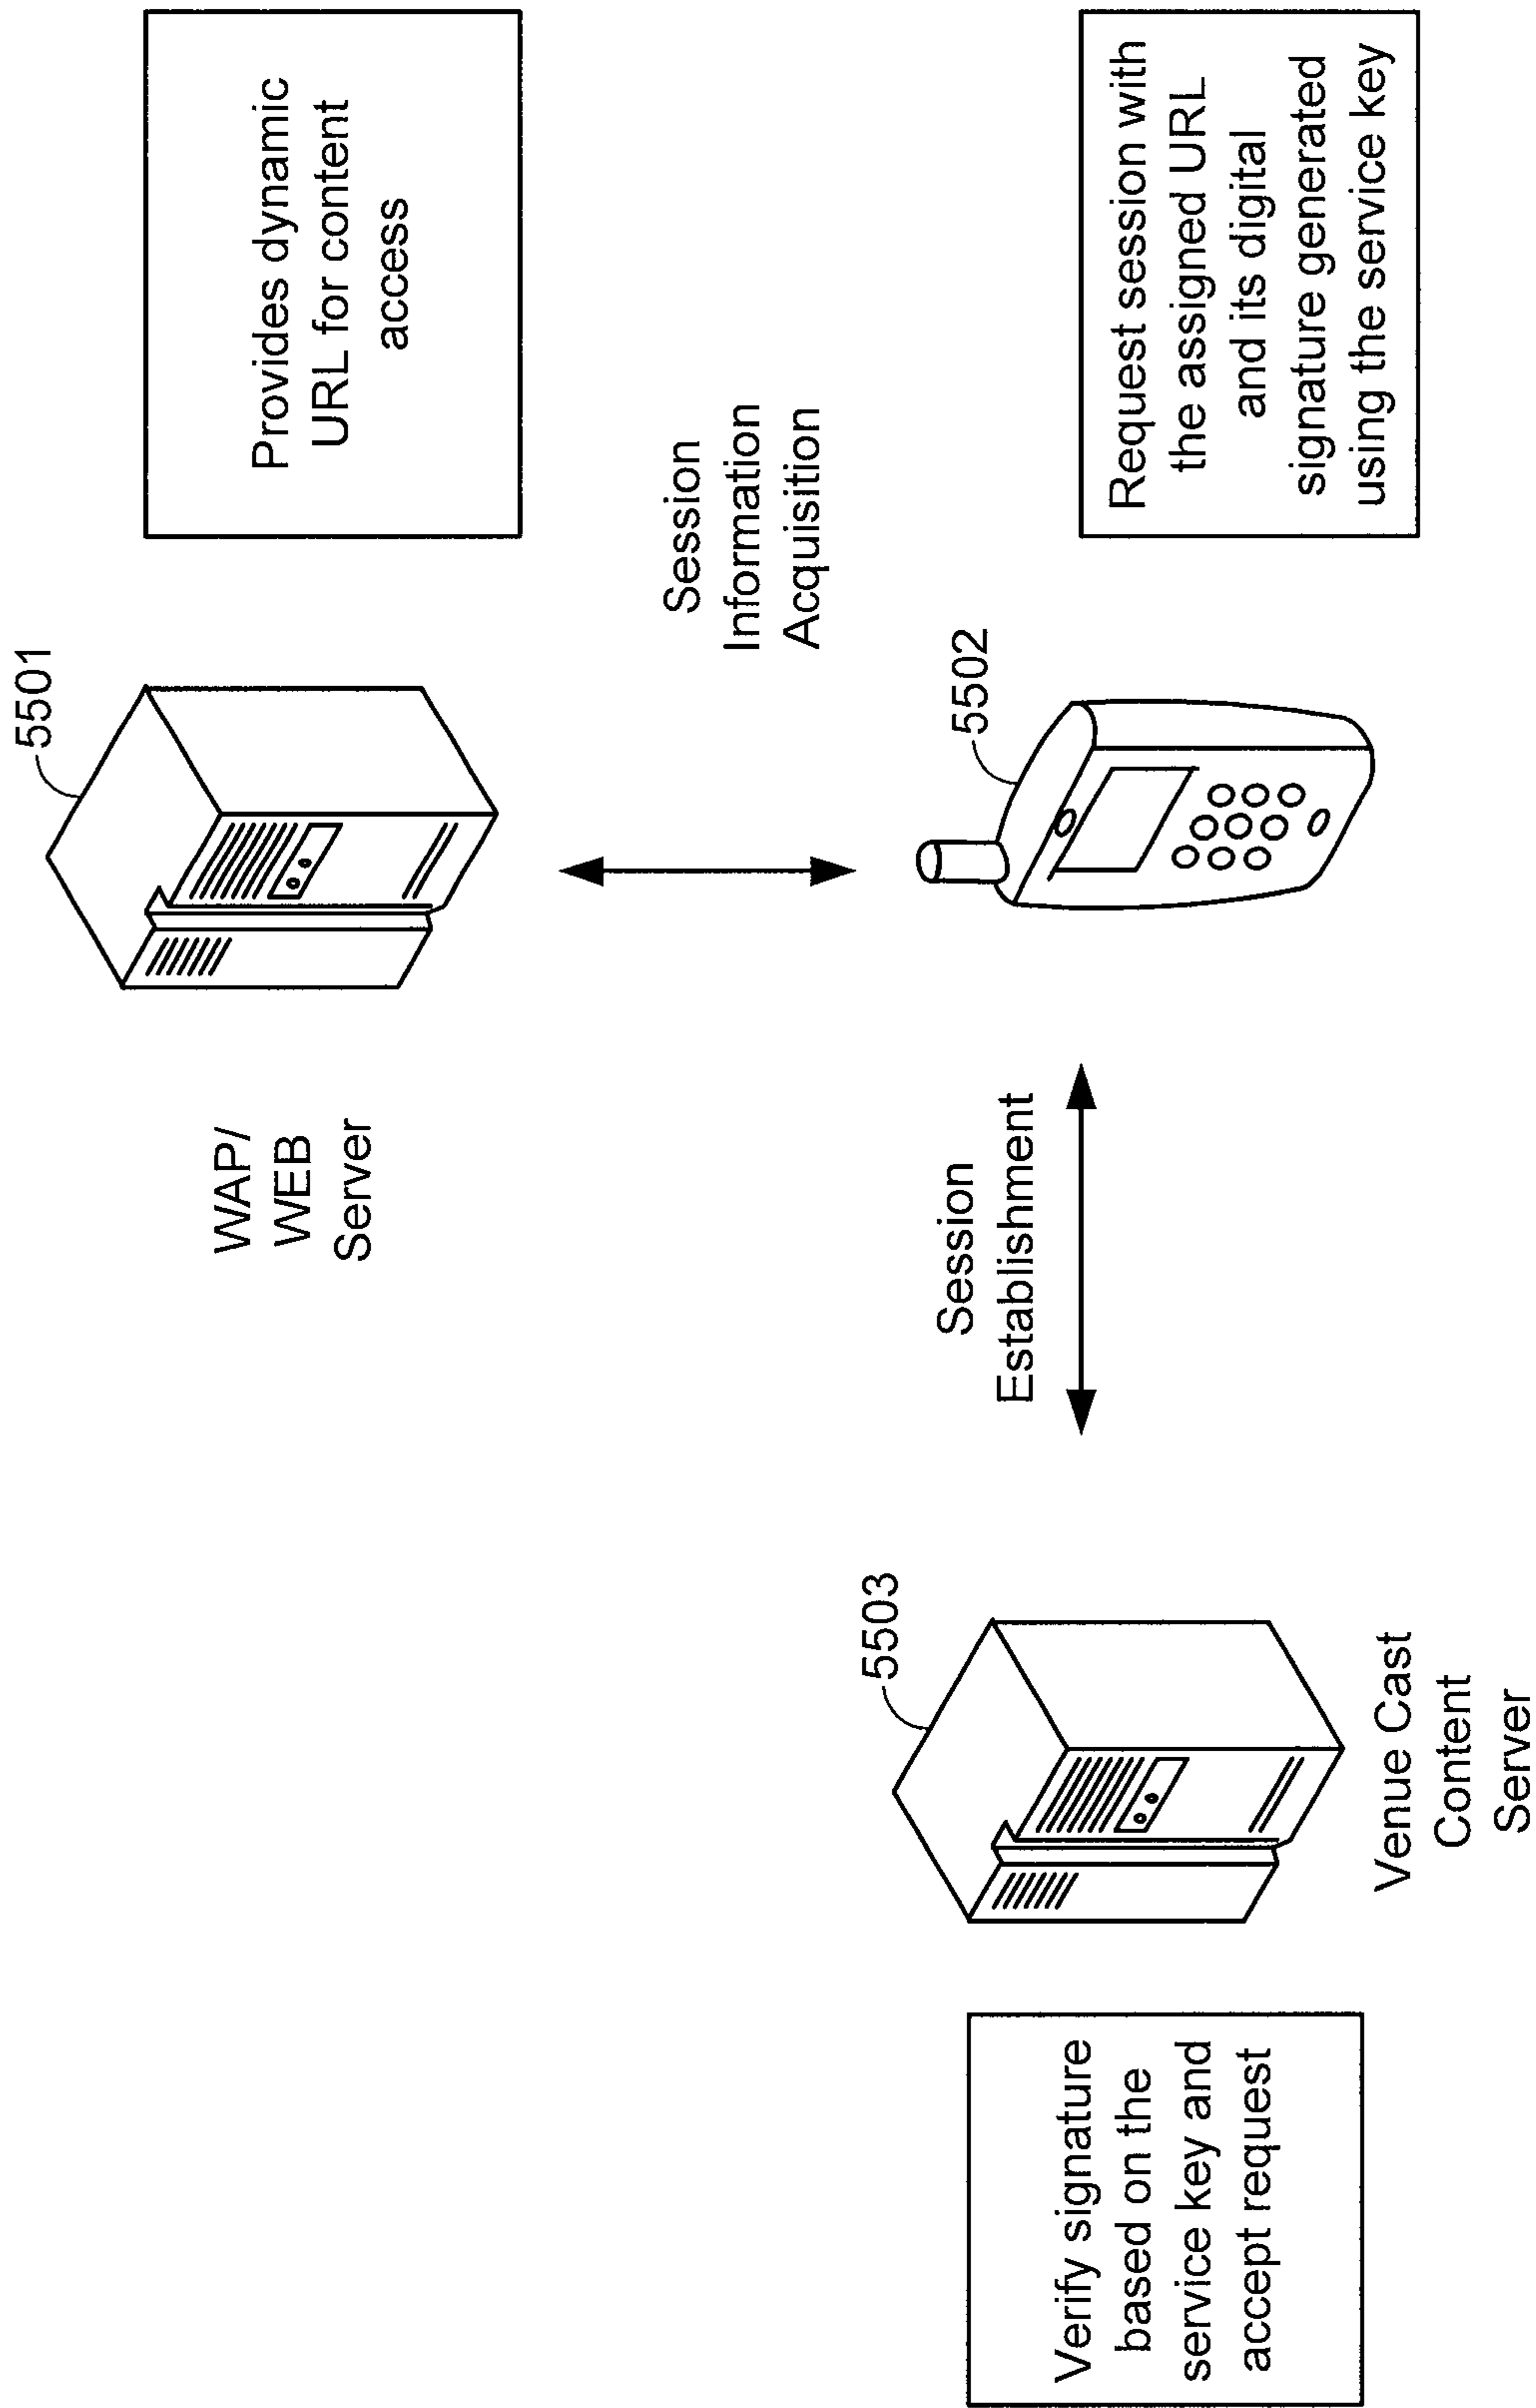 5501
Provides dynamic
URL for content
access
WAP/
WEB
Server
Session
Information
Acquisition
5502
Request session with
the assigned URL
and its digital
signature generated
using the service key
Session
Establishment
5503
Venue Cast
Content
Server
Verify signature
based on the
service key and
accept request